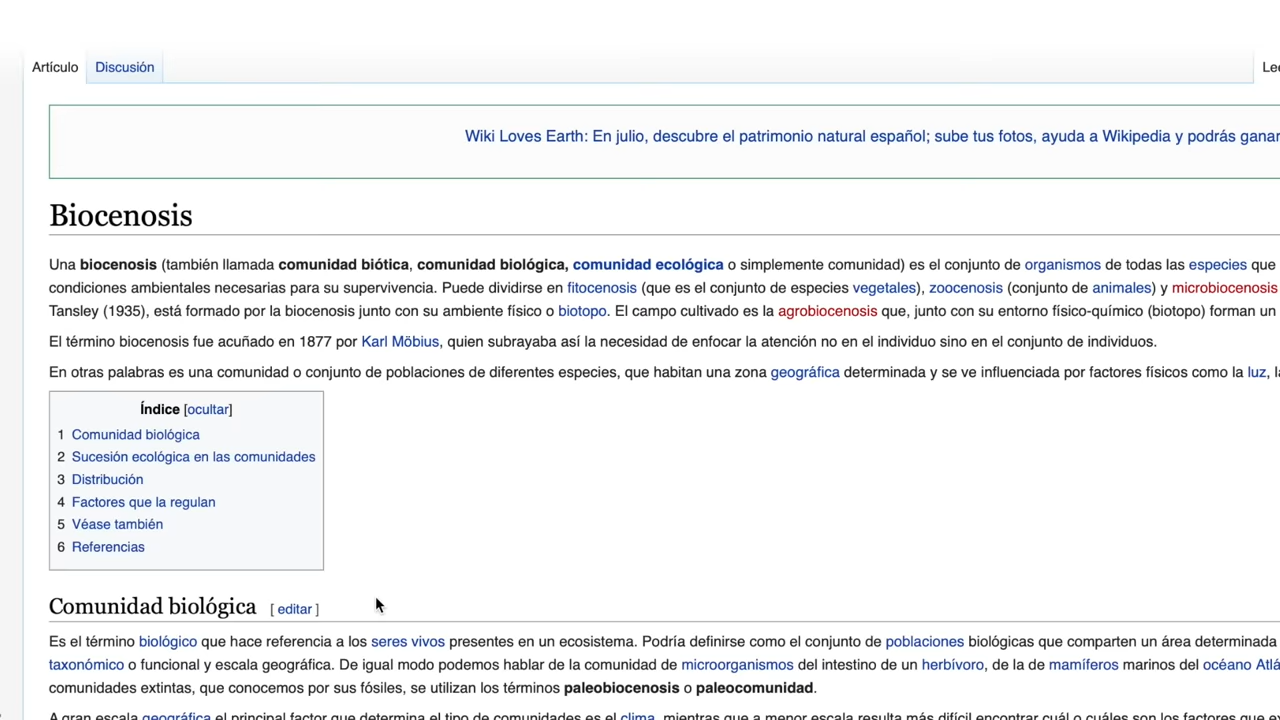 Artículo Discusión
Wiki Loves Earth: En julio, descubre el patrimonio natural español; sube tus fotos, ayuda a Wikipedia y podrás ganar
Biocenosis
Una biocenosis (también llamada comunidad biótica, comunidad biológica, comunidad ecológica o simplemente comunidad) es el conjunto de organismos de todas las especies que
condiciones ambientales necesarias para su supervivencia. Puede dividirse en fitocenosis (que es el conjunto de especies vegetales), zoocenosis (conjunto de animales) y microbiocenosis
Tansley (1935), está formado por la biocenosis junto con su ambiente físico o biotopo. El campo cultivado es la agrobiocenosis que, junto con su entorno físico-químico (biotopo) forman un
El término biocenosis fue acuñado en 1877 por Karl Möbius, quien subrayaba así la necesidad de enfocar la atención no en el individuo sino en el conjunto de individuos.
En otras palabras es una comunidad o conjunto de poblaciones de diferentes especies, que habitan una zona geográfica determinada y se ve influenciada por factores físicos como la luz,
Índice [ocultar]
1 Comunidad biológica
2 Sucesión ecológica en las comunidades
3 Distribución
4 Factores que la regulan
5 Véase también
6 Referencias
Comunidad biológica [ editar ]
Es el término biológico que hace referencia a los seres vivos presentes en un ecosistema. Podría definirse como el conjunto de poblaciones biológicas que comparten un área determinada
taxonómico o funcional y escala geográfica. De igual modo podemos hablar de la comunidad de microorganismos del intestino de un herbívoro, de la de mamíferos marinos del océano
comunidades extintas, que conocemos por sus fósiles, se utilizan los términos paleobiocenosis o paleocomunidad.
A gran escala geográfica el principal factor que determina el tipo de comunidades es el clima, mientras que a menor escala resulta más difícil encontrar cuál o cuáles son los factores que